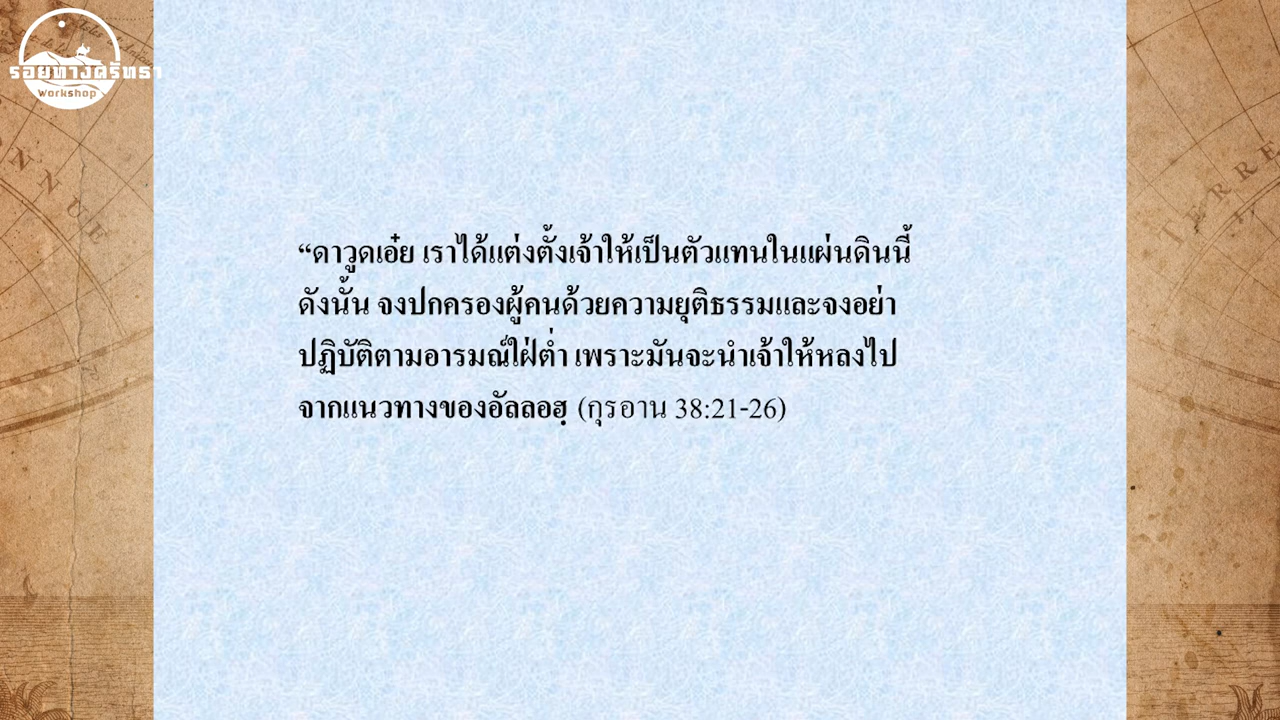 รอยทางศรัทธา
Workshop
“ดาวูดเอ๋ย เราได้แต่งตั้งเจ้าให้เป็นตัวแทนในแผ่นดินนี้
ดังนั้น จงปกครองผู้คนด้วยความยุติธรรมและจงอย่า
ปฏิบัติตามอารมณ์ใฝ่ต่ำ เพราะมันจะนำเจ้าให้หลงไป
จากแนวทางของอัลลอฮฺ (กุรอาน 38:21-26)